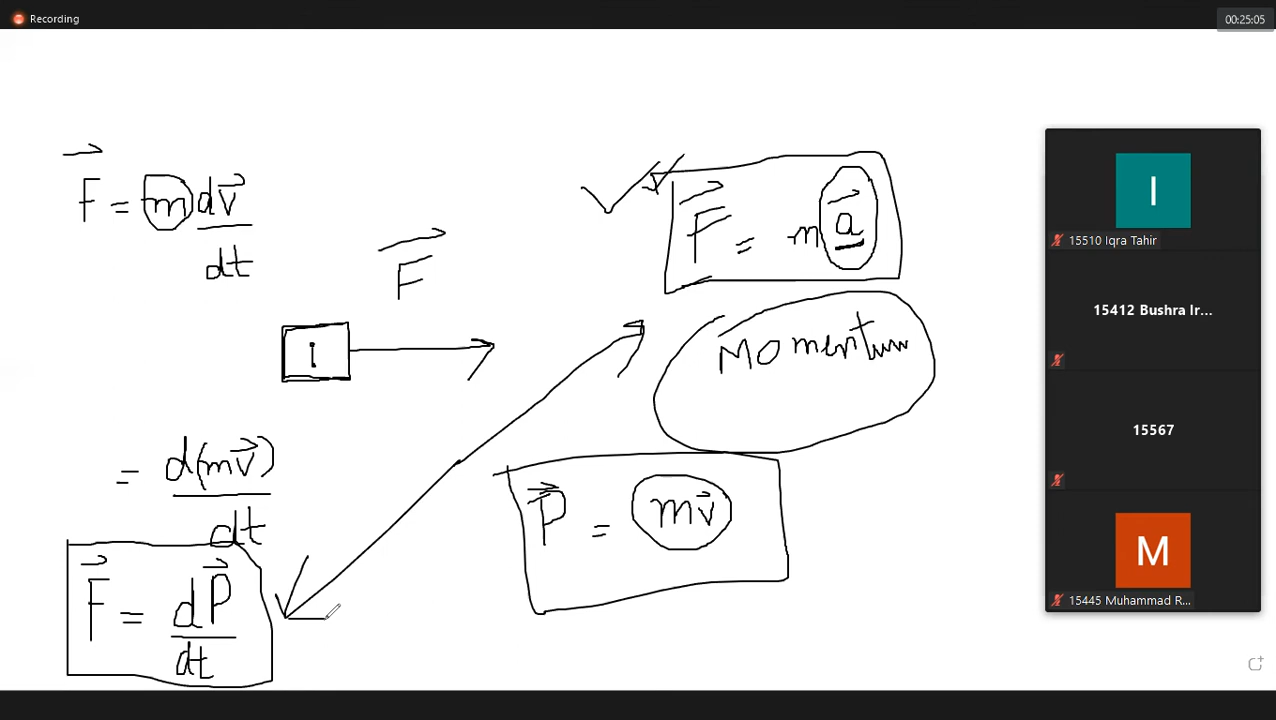 Recording
00:25:05
F⃗ = m dv⃗/dt
F⃗
1
= d(mv⃗)/dt
F⃗ = dP⃗/dt
F⃗ = ma⃗
Momentum
P⃗ = mv⃗
I
15510 Iqra Tahir
15412 Bushra Ir...
15567
M
15445 Muhammad R...